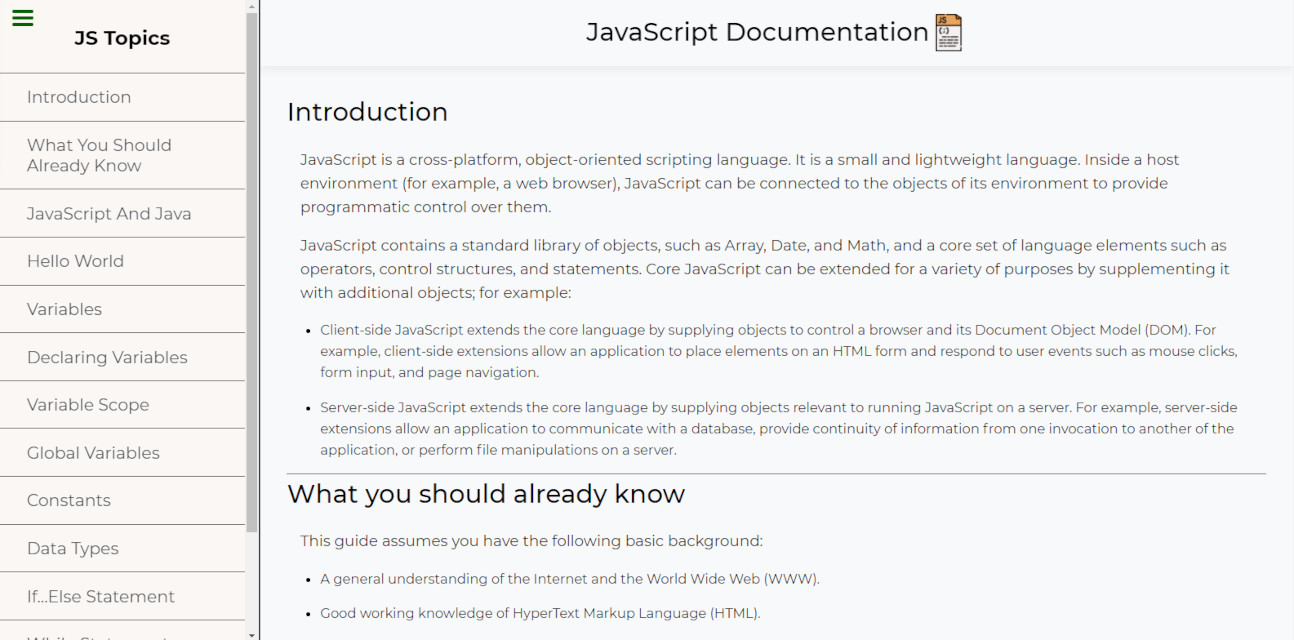 JS Topics
Introduction
What You Should
Already Know
JavaScript And Java
Hello World
Variables
Declaring Variables
Variable Scope
Global Variables
Constants
Data Types
If...Else Statement
While Statement
JavaScript Documentation
JS
Introduction
JavaScript is a cross-platform, object-oriented scripting language. It is a small and lightweight language. Inside a host
environment (for example, a web browser), JavaScript can be connected to the objects of its environment to provide
programmatic control over them.
JavaScript contains a standard library of objects, such as Array, Date, and Math, and a core set of language elements such as
operators, control structures, and statements. Core JavaScript can be extended for a variety of purposes by supplementing it
with additional objects; for example:
Client-side JavaScript extends the core language by supplying objects to control a browser and its Document Object Model (DOM). For
example, client-side extensions allow an application to place elements on an HTML form and respond to user events such as mouse clicks,
form input, and page navigation.
Server-side JavaScript extends the core language by supplying objects relevant to running JavaScript on a server. For example, server-side
extensions allow an application to communicate with a database, provide continuity of information from one invocation to another of the
application, or perform file manipulations on a server.
What you should already know
This guide assumes you have the following basic background:
A general understanding of the Internet and the World Wide Web (WWW).
Good working knowledge of HyperText Markup Language (HTML).